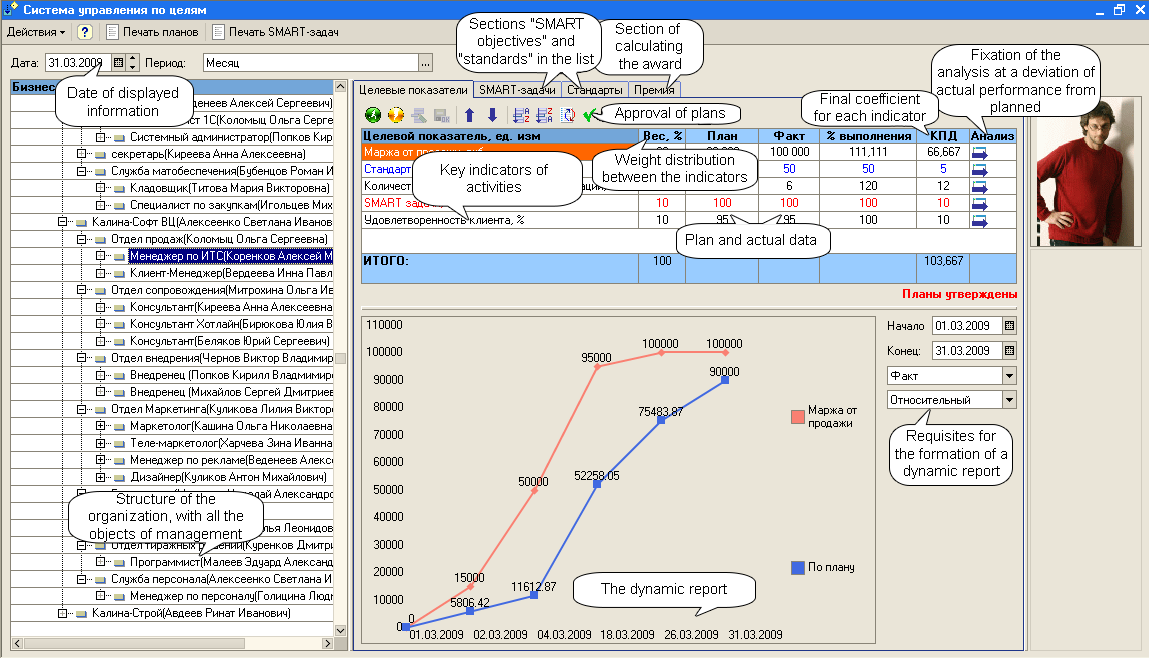 Система управления по целям
Действия
?
Печать планов
Печать SMART-задач
Дата:
31.03.2009
Период:
Месяц
...
Sections "SMART
objectives" and
"standards" in the list
Section of
calculating
the award
Fixation of the
analysis at a deviation of
actual performance from
planned
Date of displayed
information
Final coefficient
for each indicator
Approval of plans
Бизнес
Веденеев Алексей Сергеевич)
ист 1С(Коломыц Ольга Серге
Системный администратор(Попков Кир
секретарь(Киреева Анна Алексеевна)
Служба матобеспечения(Бубенцов Роман И
Кладовщик(Титова Мария Викторовна)
Специалист по закупкам(Игольцев Мих
Калина-Софт ВЦ(Алексеенко Светлана Иванов
Отдел продаж(Коломыц Ольга Сергеевна)
Менеджер по ИТС(Коренков Алексей М
Клиент-Менеджер(Вердеева Инна Павл
Отдел сопровождения(Митрохина Ольга Ив
Консультант(Киреева Анна Алексеевна
Консультант Хотлайн(Бирюкова Юлия В
Консультант(Беляков Юрий Сергеевич)
Отдел внедрения(Чернов Виктор Владимир
Внедренец (Попков Кирилл Владмимиро
Внедренец (Михайлов Сергей Дмитриев
Отдел Маркетинга(Куликова Лилия Викторо
Маркетолог(Кашина Ольга Николаевна
Теле-маркетолог(Харчева Зина Иванна
Менеджер по рекламе(Веденеев Алекс
Дизайнер(Куликов Антон Михайлович)
олай Александро
Structure of the
organization, with all the
objects of management
лья Леонидов
Отдел тиражных решений(Куренков Дмитри
Программист(Малеев Эдуард Александ
Служба персонала(Алексеенко Светлана И
Менеджер по персоналу(Голицина Людм
Калина-Строй(Авдеев Ринат Иванович)
Целевые показатели
SMART-задачи
Стандарты
Премия
Целевой показатель, ед. изм
Вес, %
План
Факт
% выполнения
КПД
Анализ
Маржа от
100 000
111,111
66,667
Стандарт
50
50
5
Количест
6
120
12
SMART зада
10
100
100
100
10
Удовлетворенность клиента, %
10
95
95
100
10
Key indicators of
activities
Weight distribution
between the indicators
Plan and actual data
ИТОГО:
100
103,667
Планы утверждены
110000
100000
90000
80000
70000
60000
50000
40000
30000
20000
10000
0
0
15000
50000
95000
100000
100000
5806.42
11612.87
52258.05
75483.87
90000
01.03.2009
02.03.2009
04.03.2009
18.03.2009
26.03.2009
31.03.2009
Маржа от
продажи
По плану
The dynamic report
Начало
01.03.2009
Конец:
31.03.2009
Факт
Относительный
Requisites for
the formation of a
dynamic report